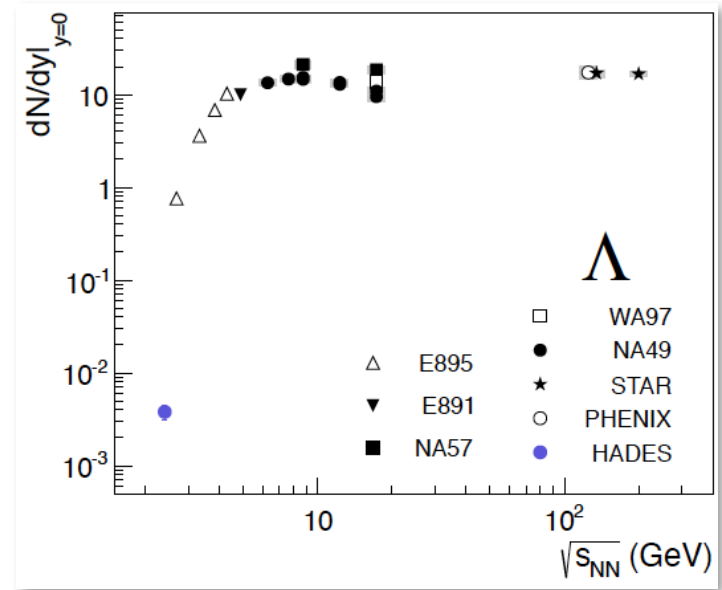 dN/dy|y=0
10
1
10-1
10-2
10-3
Λ
E895
E891
NA57
WA97
NA49
STAR
PHENIX
HADES
10
102
√sNN (GeV)